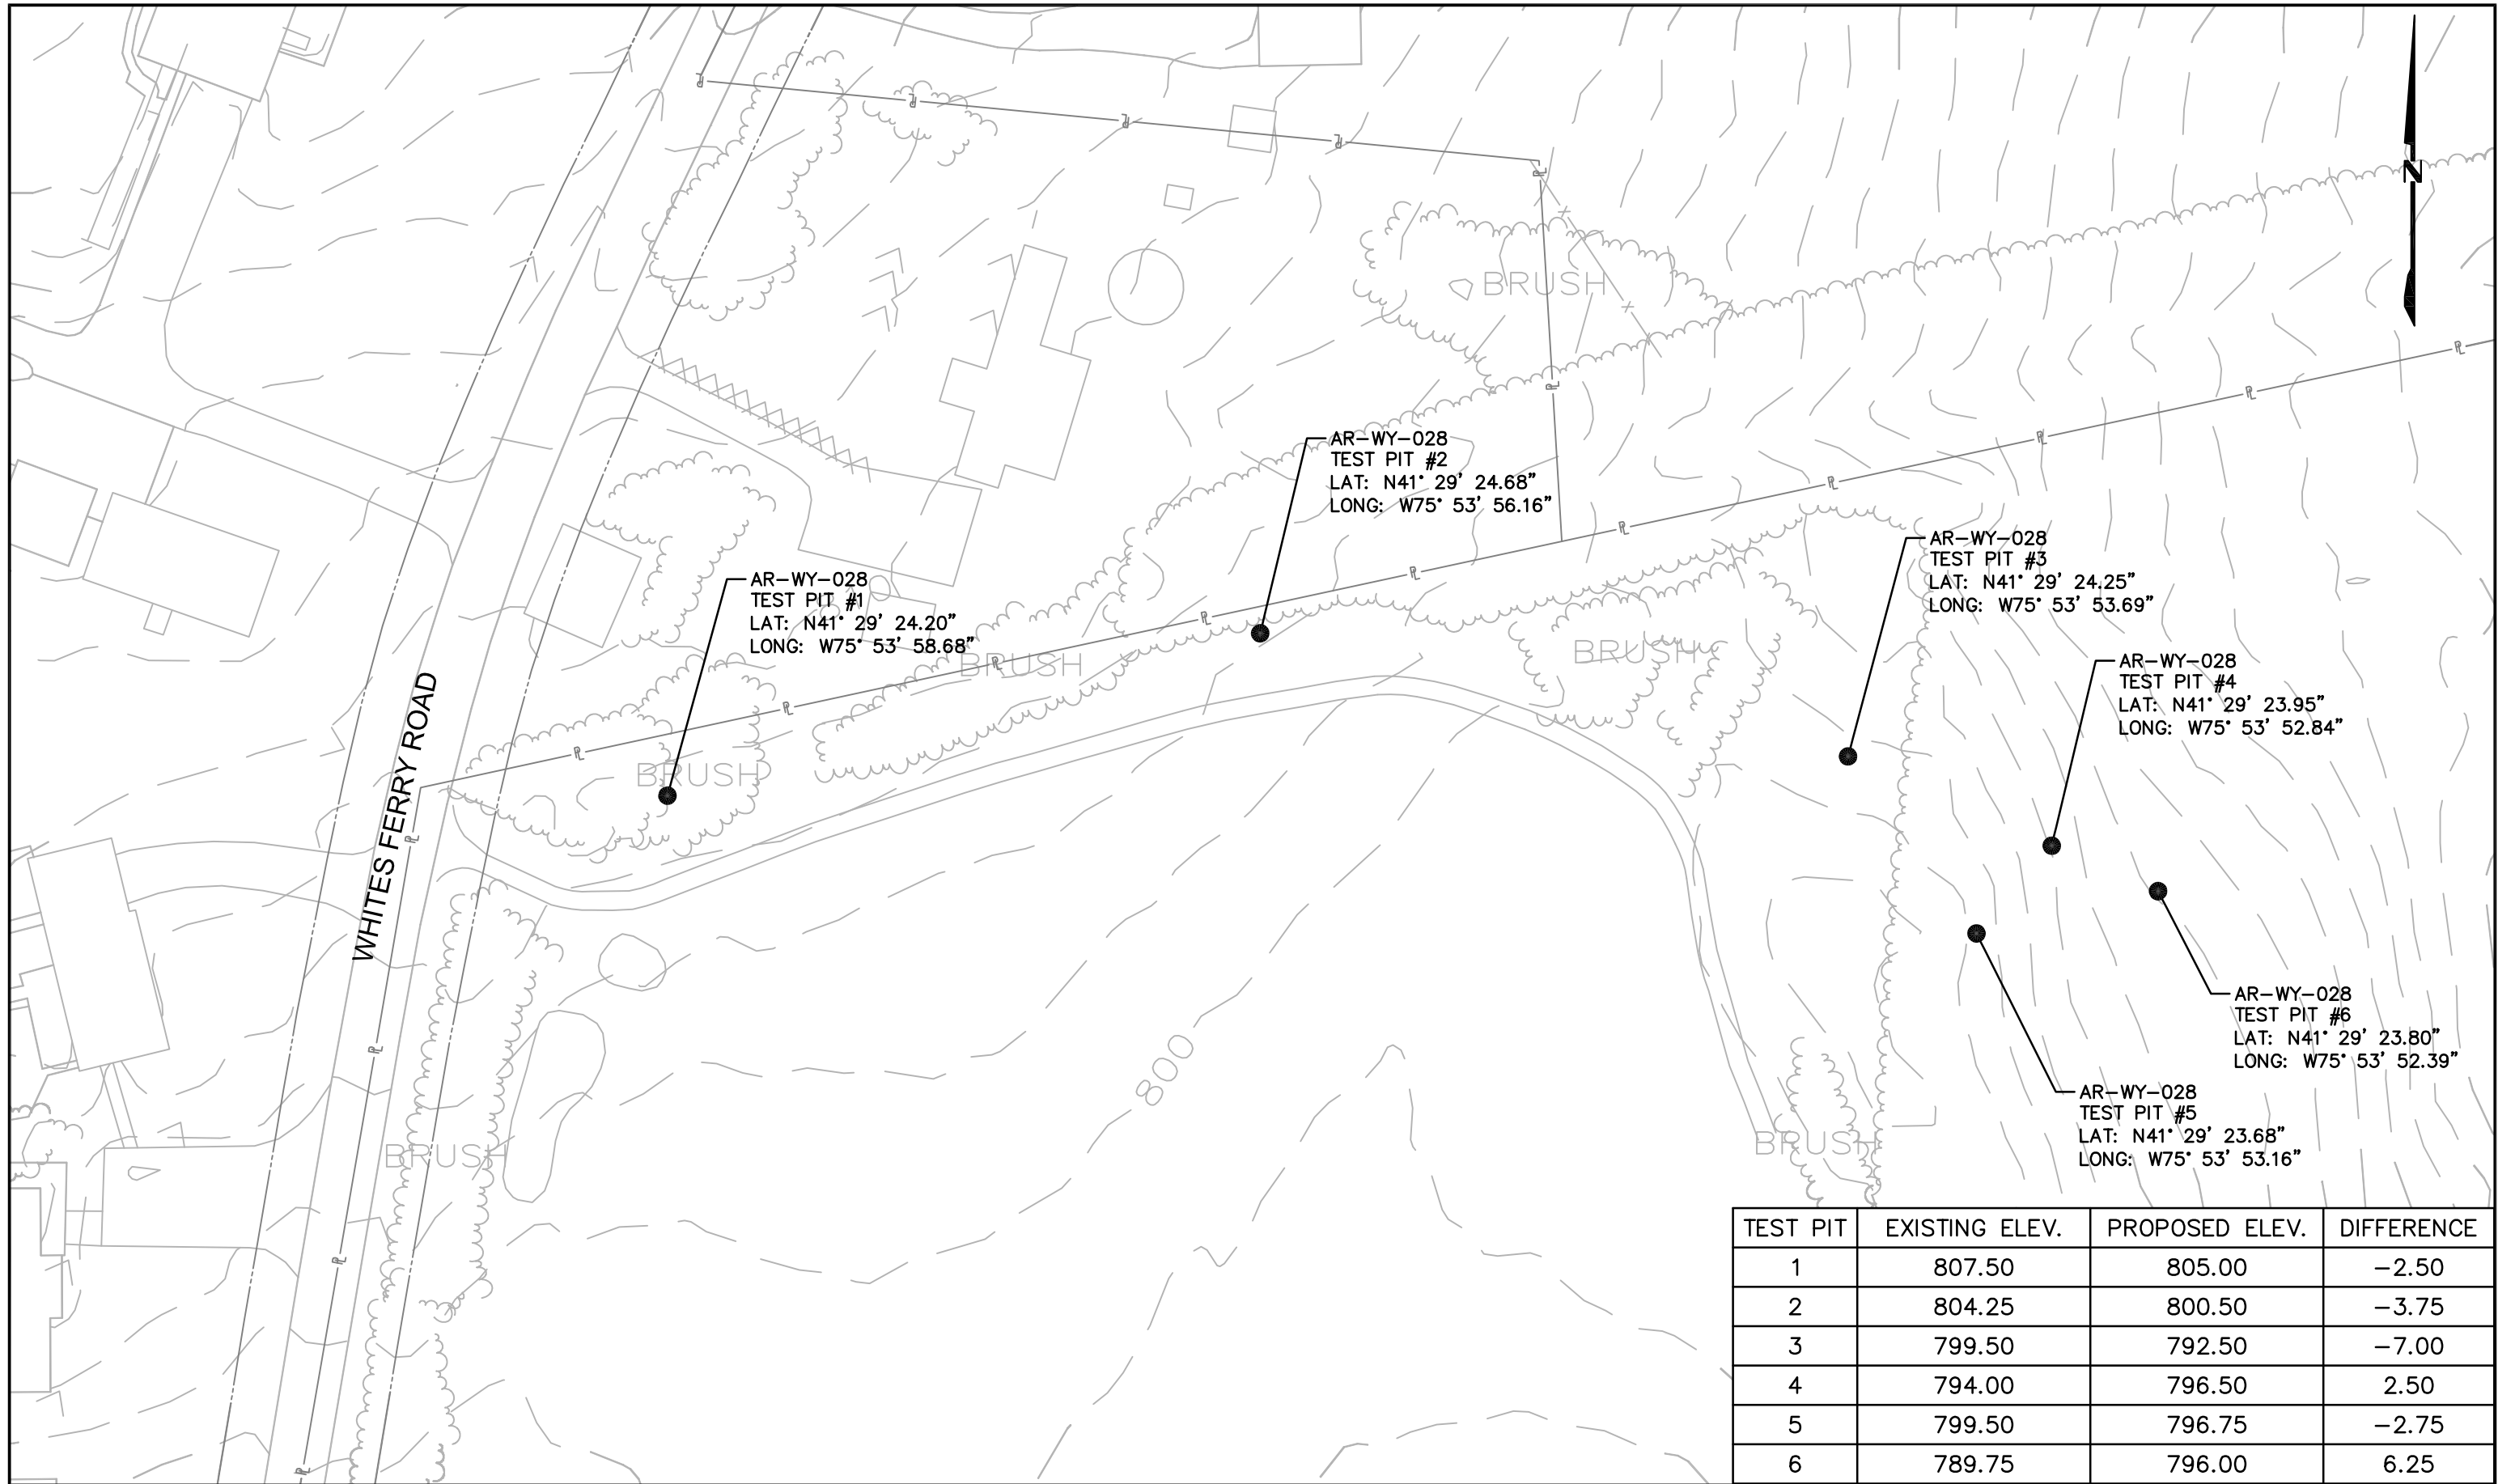 N
BRUSH
AR-WY-028
TEST PIT #2
LAT: N41° 29' 24.68"
LONG: W75° 53' 56.16"
AR-WY-028
TEST PIT #3
LAT: N41° 29' 24.25"
LONG: W75° 53' 53.69"
AR-WY-028
TEST PIT #1
LAT: N41° 29' 24.20"
LONG: W75° 53' 58.68"
BRUSH
BRUSH
AR-WY-028
TEST PIT #4
LAT: N41° 29' 23.95"
LONG: W75° 53' 52.84"
BRUSH
WHITES FERRY ROAD
AR-WY-028
TEST PIT #6
LAT: N41° 29' 23.80"
LONG: W75° 53' 52.39"
800
AR-WY-028
TEST PIT #5
LAT: N41° 29' 23.68"
LONG: W75° 53' 53.16"
BRUSH
BRUSH
TEST PIT EXISTING ELEV. PROPOSED ELEV. DIFFERENCE
1 807.50 805.00 -2.50
2 804.25 800.50 -3.75
3 799.50 792.50 -7.00
4 794.00 796.50 2.50
5 799.50 796.75 -2.75
6 789.75 796.00 6.25